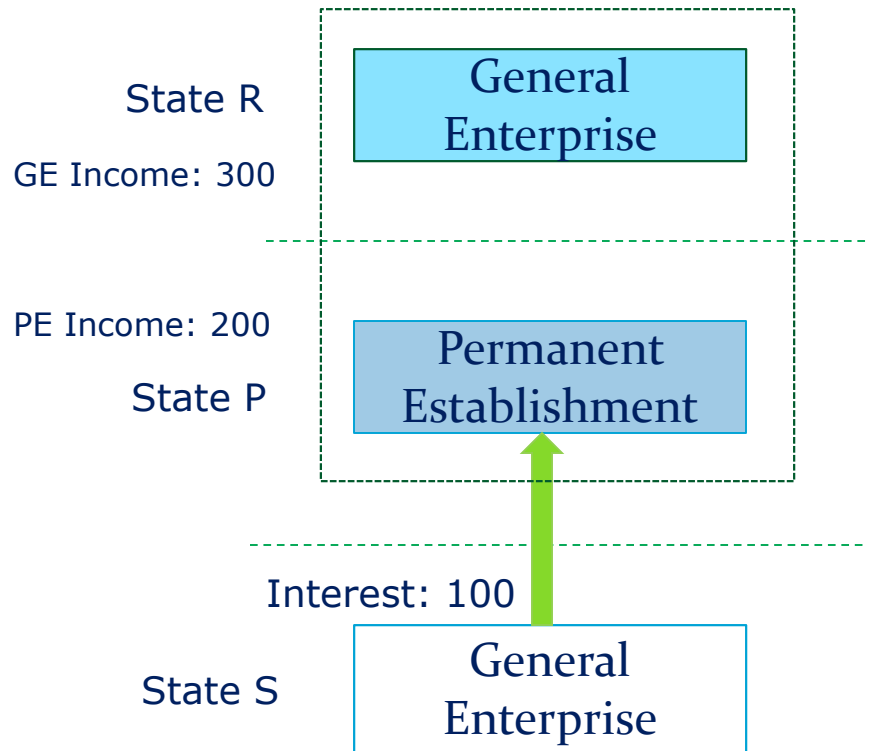 State R
General
Enterprise
GE Income: 300
PE Income: 200
State P
Permanent
Establishment
Interest: 100
State S
General
Enterprise